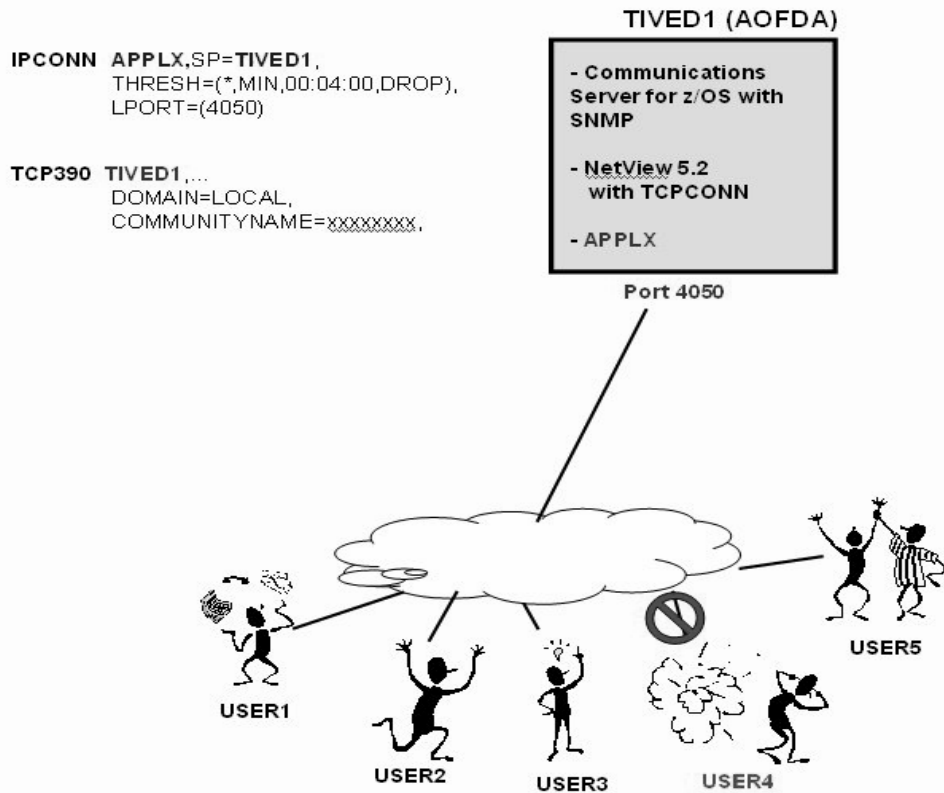 TIVED1 (AOFDA)
IPCONN APPLX,SP=TIVED1,
THRESH=(*,MIN,00:04:00,DROP),
LPORT=(4050)
TCP390 TIVED1,...
DOMAIN=LOCAL,
COMMUNITYNAME=xxxxxxxx,
- Communications
Server for z/OS with
SNMP
- NetView 5.2
with TCPCONN
- APPLX
Port 4050
USER1
USER2
USER3
USER4
USER5